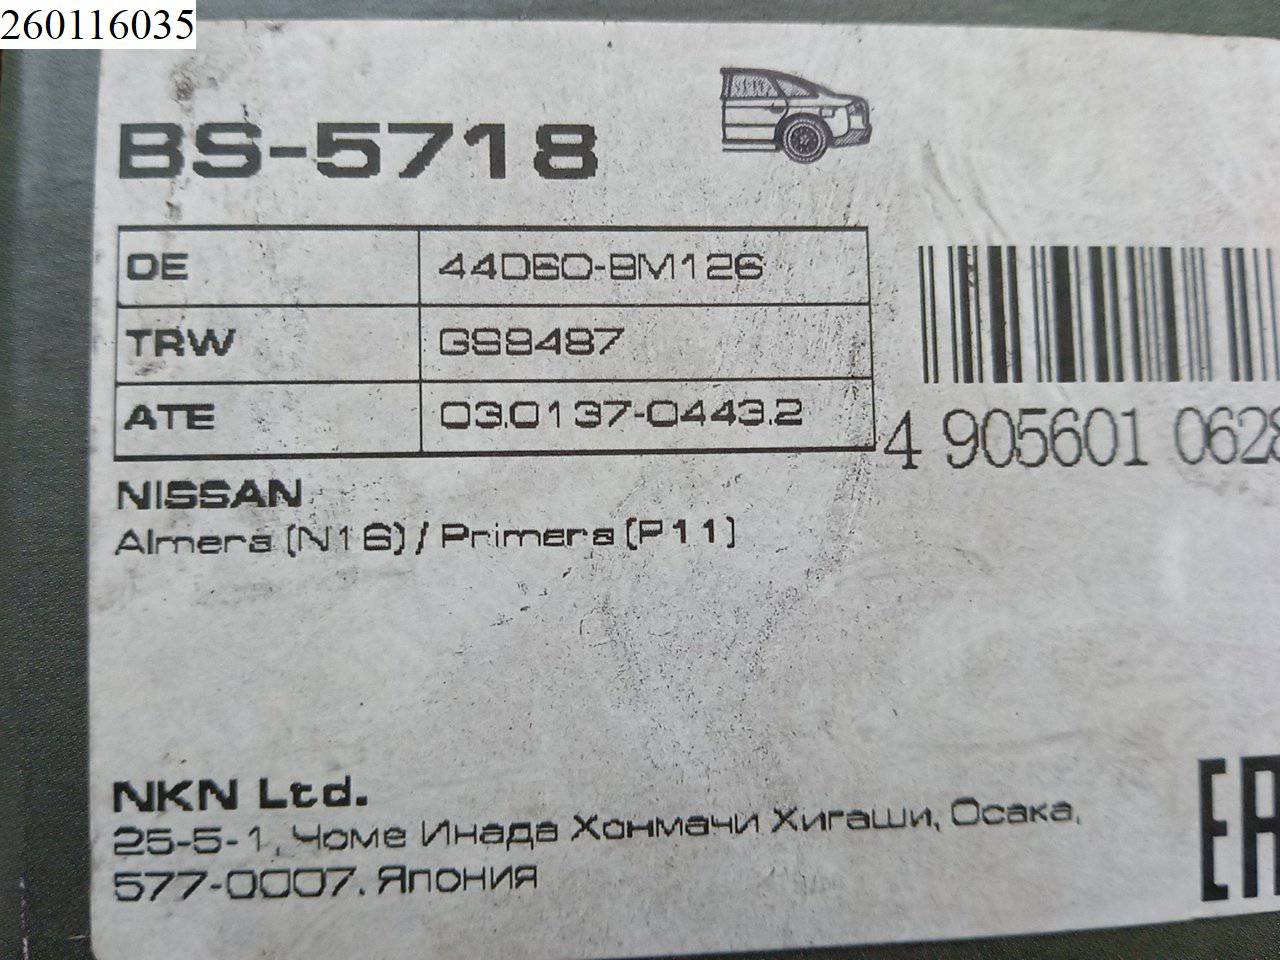 260116035
BS-5718
OE 44060-8M126
TRW GS8487
ATE 03.0137-0443.2
4 905601 0628
NISSAN
Almera (N16) / Primera (P11)
NKN Ltd.
25-5-1, Чоме Инада Хонмачи Хигаши, Осака,
577-0007, Япония